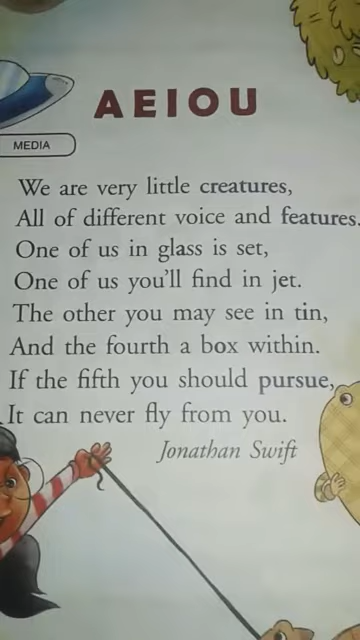 AEIOU
MEDIA
We are very little creatures,
All of different voice and features.
One of us in glass is set,
One of us you'll find in jet.
The other you may see in tin,
And the fourth a box within.
If the fifth you should pursue,
It can never fly from you.
Jonathan Swift